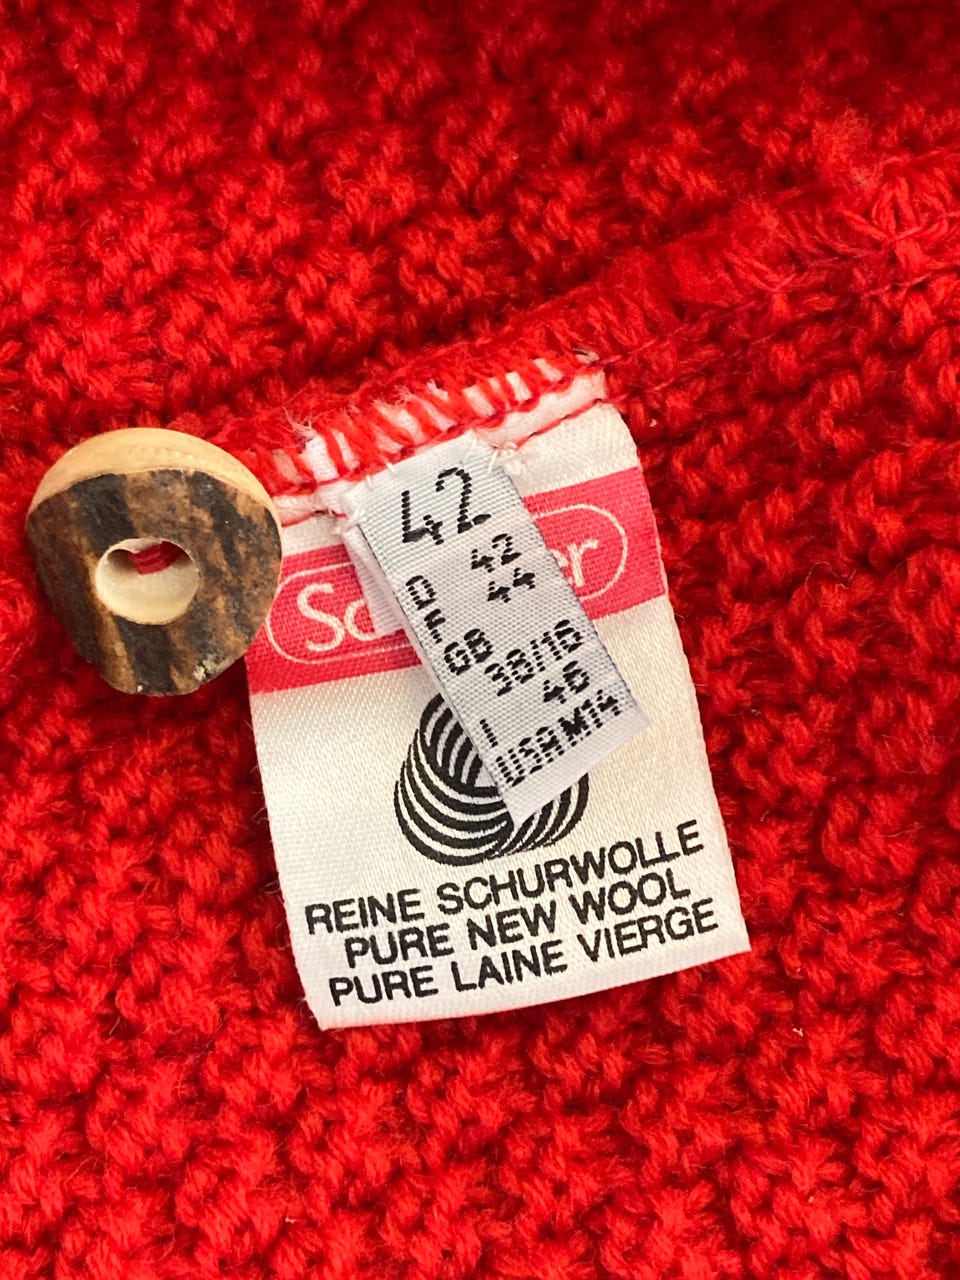 42
D 42
F 44
GB 38/16
I 46
USA M14
REINE SCHURWOLLE
PURE NEW WOOL
PURE LAINE VIERGE